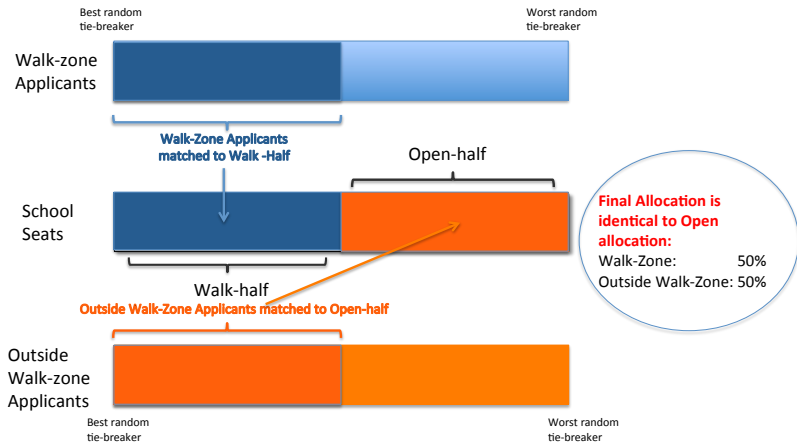 Best random
tie-breaker
Worst random
tie-breaker
Walk-zone
Applicants
Walk-Zone Applicants
matched to Walk -Half
Open-half
School
Seats
Final Allocation is
identical to Open
allocation:
Walk-Zone: 50%
Outside Walk-Zone: 50%
Walk-half
Outside Walk-Zone Applicants matched to Open-half
Outside
Walk-zone
Applicants
Best random
tie-breaker
Worst random
tie-breaker